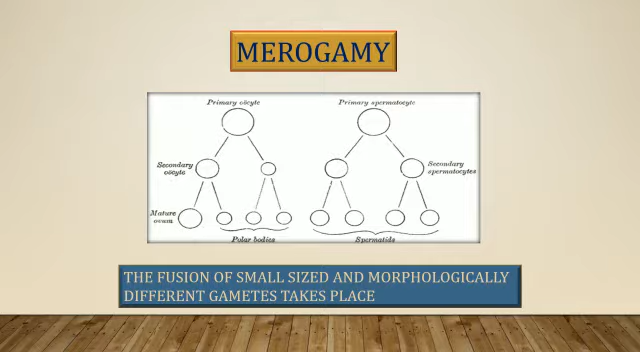 MEROGAMY
Primary oöcyte
Primary spermatocyte
Secondary
oöcyte
Secondary
spermatocytes
Mature
ovum
Polar bodies
Spermatids
THE FUSION OF SMALL SIZED AND MORPHOLOGICALLY
DIFFERENT GAMETES TAKES PLACE